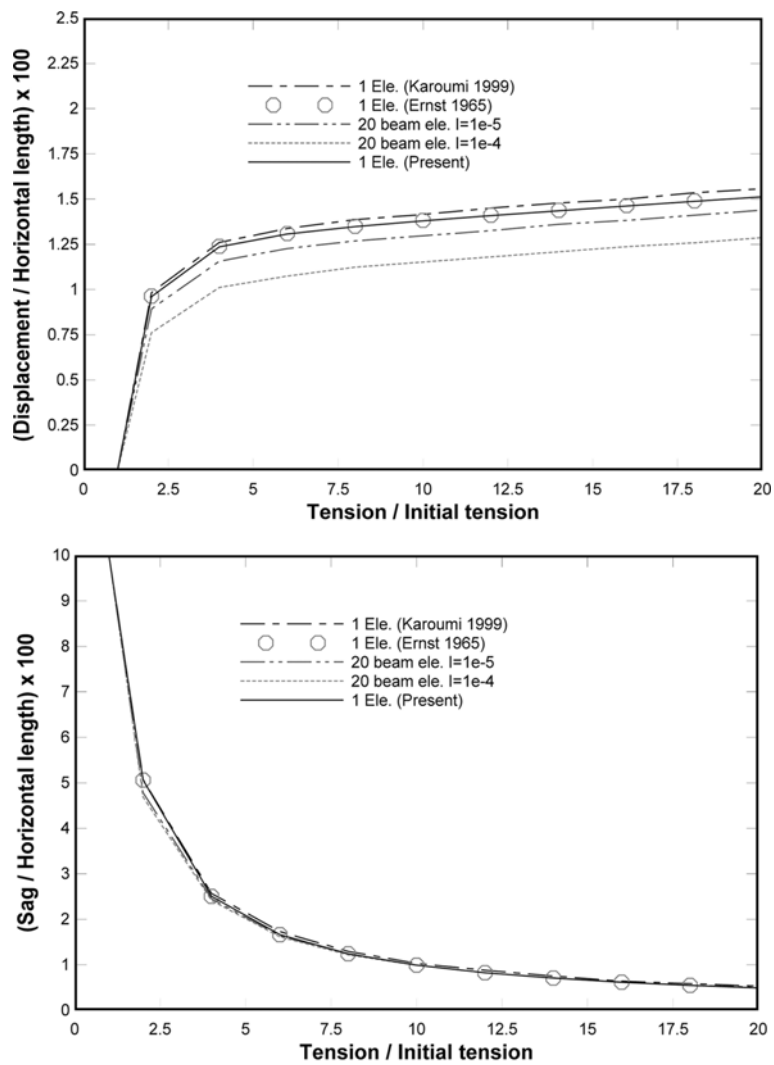 2.5
2.25
2
1.75
1.5
1.25
1
0.75
0.5
0.25
0
(Displacement / Horizontal length) x 100
1 Ele. (Karoumi 1999)
1 Ele. (Ernst 1965)
20 beam ele. I=1e-5
20 beam ele. I=1e-4
1 Ele. (Present)
0 2.5 5 7.5 10 12.5 15 17.5 20
Tension / Initial tension
10
9
8
7
6
5
4
3
2
1
0
(Sag / Horizontal length) x 100
1 Ele. (Karoumi 1999)
1 Ele. (Ernst 1965)
20 beam ele. I=1e-5
20 beam ele. I=1e-4
1 Ele. (Present)
0 2.5 5 7.5 10 12.5 15 17.5 20
Tension / Initial tension